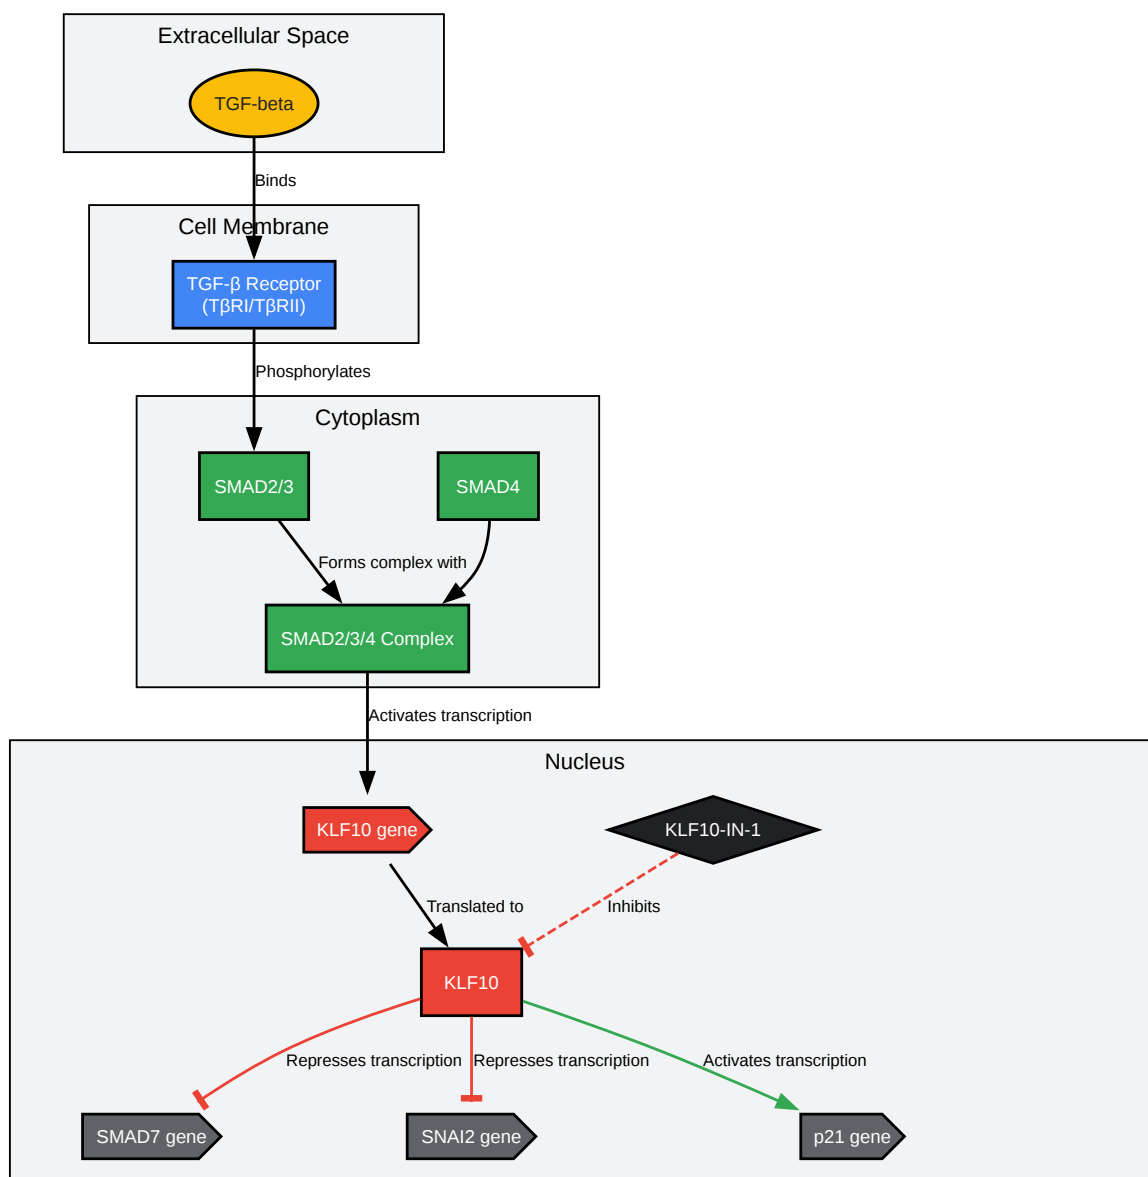 Extracellular Space
TGF-beta
Binds
Cell Membrane
TGF-β Receptor
(TβRI/TβRII)
Phosphorylates
Cytoplasm
SMAD2/3
SMAD4
Forms complex with
SMAD2/3/4 Complex
Activates transcription
Nucleus
KLF10 gene
KLF10-IN-1
Translated to
Inhibits
KLF10
Represses transcription
Represses transcription
Activates transcription
SMAD7 gene
SNAI2 gene
p21 gene